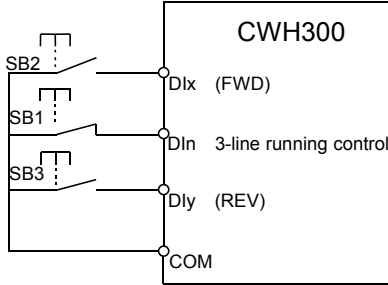 CWH300
SB2
DIx (FWD)
SB1
DIn 3-line running control
SB3
DIy (REV)
COM